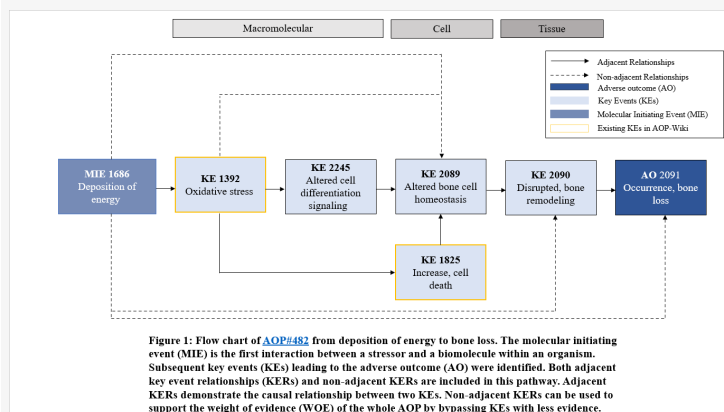 Macromolecular
Cell
Tissue
Adjacent Relationships
Non-adjacent Relationships
Adverse outcome (AO)
Key Events (KEs)
Molecular Initiating Event (MIE)
Existing KEs in AOP-Wiki
MIE 1686
Deposition of
energy
KE 1392
Oxidative stress
KE 2245
Altered cell
differentiation
signaling
KE 2089
Altered bone cell
homeostasis
KE 2090
Disrupted, bone
remodeling
AO 2091
Occurrence, bone
loss
KE 1825
Increase, cell
death
Figure 1: Flow chart of AOP#482 from deposition of energy to bone loss. The molecular initiating
event (MIE) is the first interaction between a stressor and a biomolecule within an organism.
Subsequent key events (KEs) leading to the adverse outcome (AO) were identified. Both adjacent
key event relationships (KERs) and non-adjacent KERs are included in this pathway. Adjacent
KERs demonstrate the causal relationship between two KEs. Non-adjacent KERs can be used to
support the weight of evidence (WOE) of the whole AOP by bypassing KEs with less evidence.